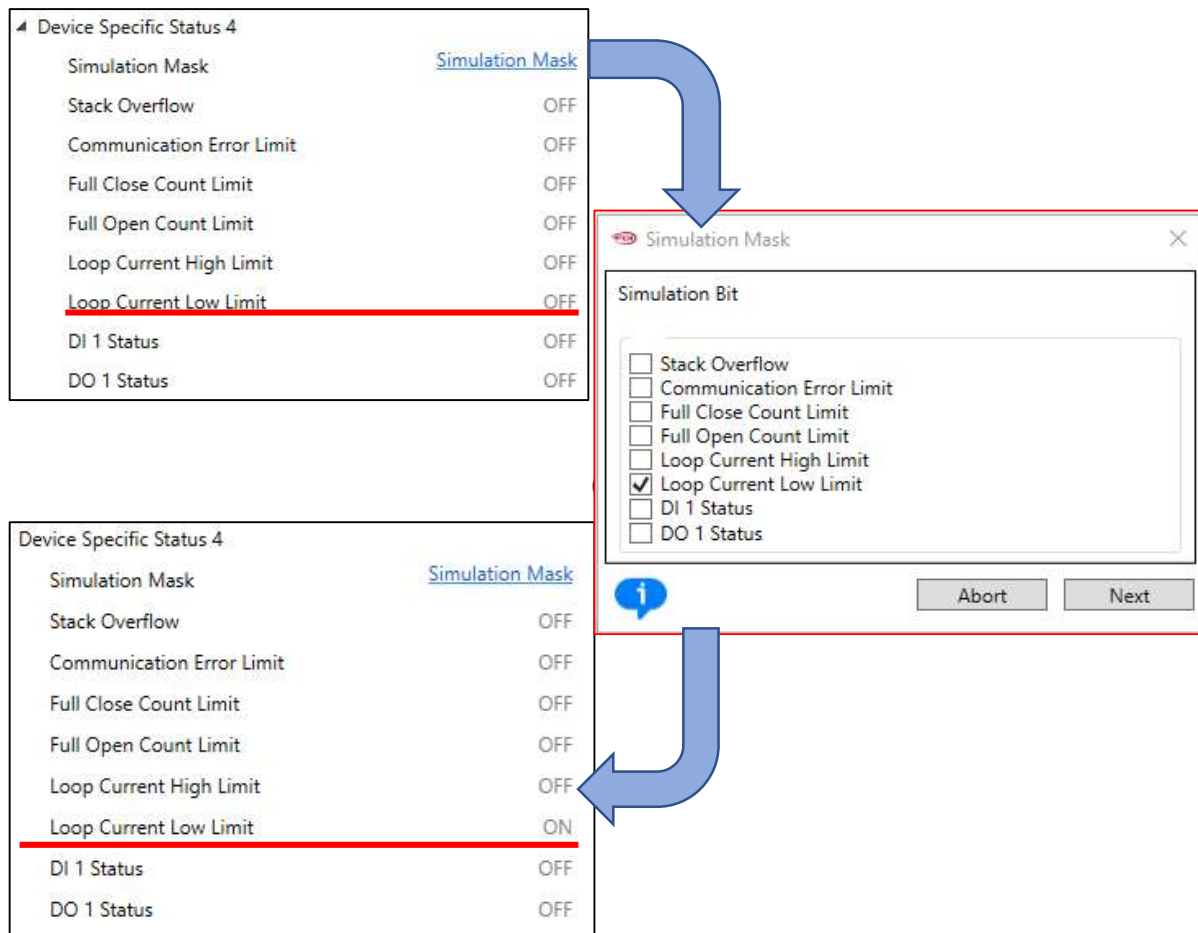 Device Specific Status 4
Simulation Mask Simulation Mask
Stack Overflow OFF
Communication Error Limit OFF
Full Close Count Limit OFF
Full Open Count Limit OFF
Loop Current High Limit OFF
Loop Current Low Limit OFF
DI 1 Status OFF
DO 1 Status OFF
Simulation Mask
Simulation Bit
Stack Overflow
Communication Error Limit
Full Close Count Limit
Full Open Count Limit
Loop Current High Limit
Loop Current Low Limit
DI 1 Status
DO 1 Status
Abort Next
Device Specific Status 4
Simulation Mask Simulation Mask
Stack Overflow OFF
Communication Error Limit OFF
Full Close Count Limit OFF
Full Open Count Limit OFF
Loop Current High Limit OFF
Loop Current Low Limit ON
DI 1 Status OFF
DO 1 Status OFF